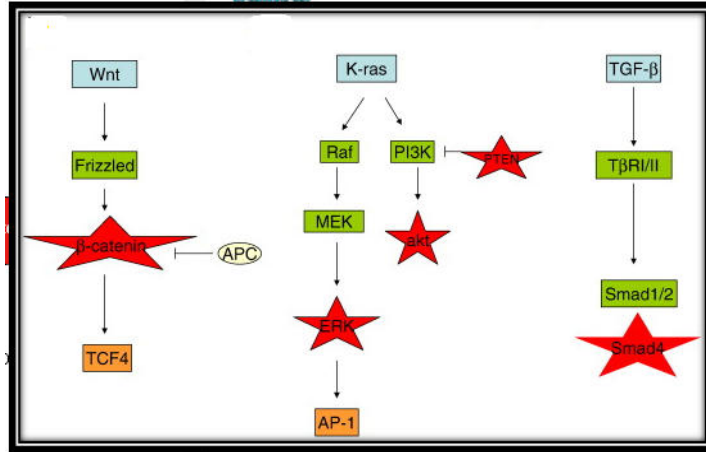 Wnt
K-ras
TGF-β
Frizzled
Raf
PI3K
PTEN
TβRI/II
MEK
β-catenin
APC
akt
Smad1/2
ERK
Smad4
TCF4
AP-1